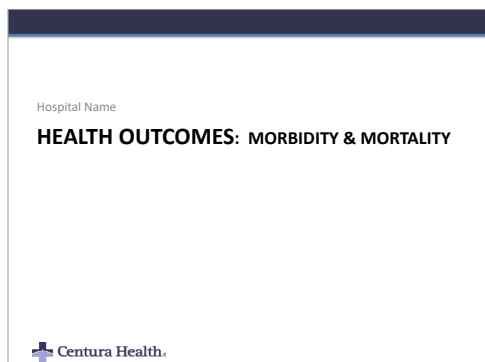 Hospital Name
HEALTH OUTCOMES: MORBIDITY & MORTALITY
Centura Health.